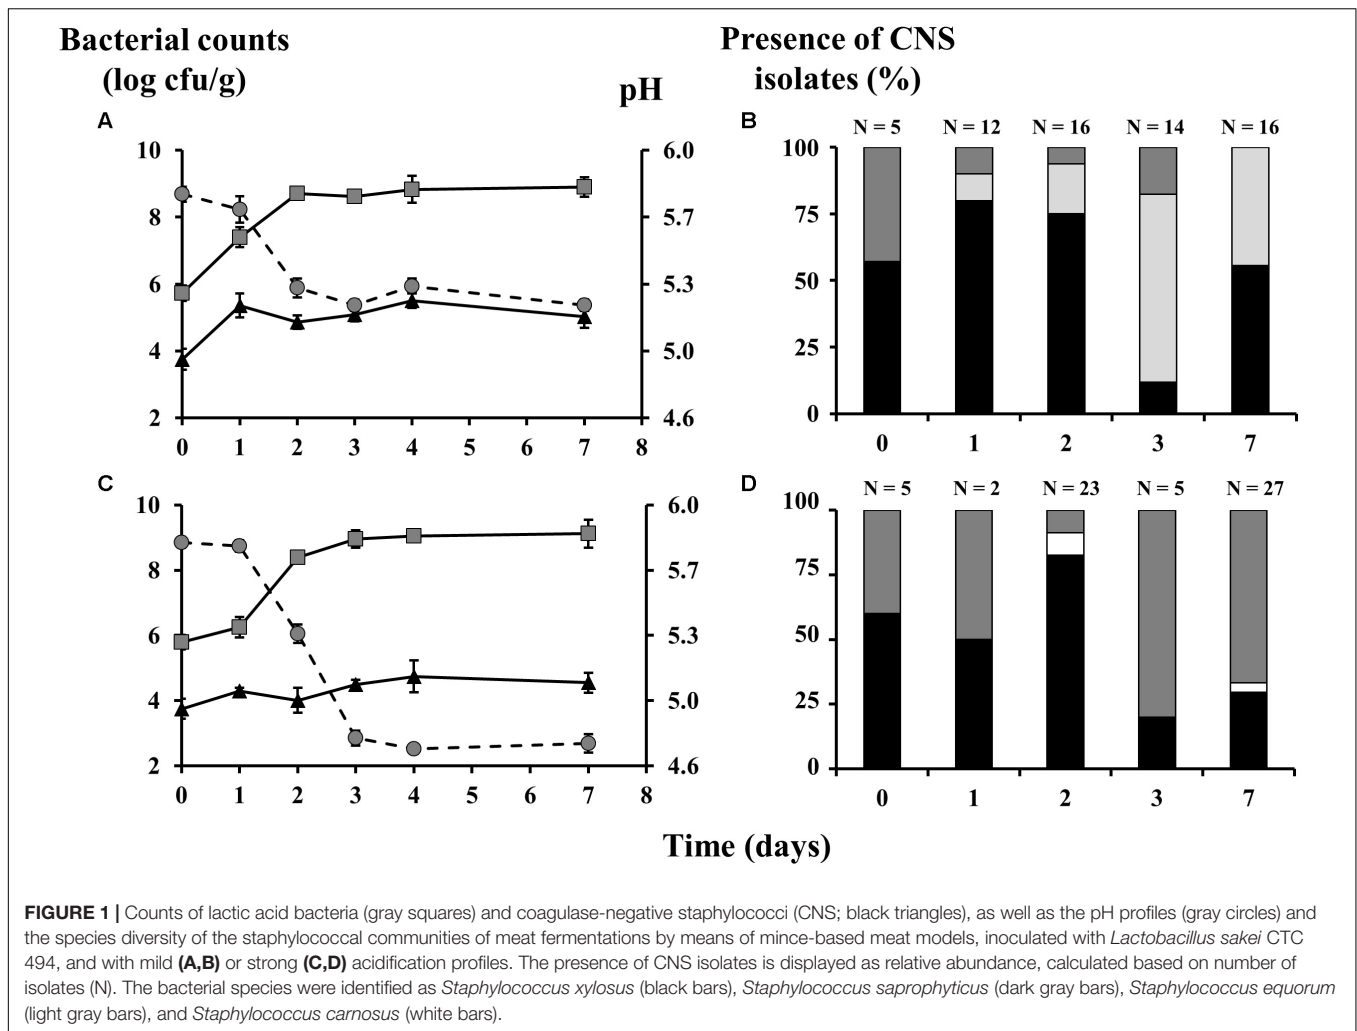 Bacterial counts
(log cfu/g)
pH
Presence of CNS
isolates (%)
A
10
8
6
4
2
6.0
5.7
5.3
5.0
4.6
0 1 2 3 4 5 6 7 8
B
N = 5 N = 12 N = 16 N = 14 N = 16
100
75
50
25
0
0 1 2 3 7
C
10
8
6
4
2
6.0
5.7
5.3
5.0
4.6
0 1 2 3 4 5 6 7 8
D
N = 5 N = 2 N = 23 N = 5 N = 27
100
75
50
25
0
0 1 2 3 7
Time (days)
FIGURE 1 | Counts of lactic acid bacteria (gray squares) and coagulase-negative staphylococci (CNS; black triangles), as well as the pH profiles (gray circles) and
the species diversity of the staphylococcal communities of meat fermentations by means of mince-based meat models, inoculated with Lactobacillus sakei CTC
494, and with mild (A,B) or strong (C,D) acidification profiles. The presence of CNS isolates is displayed as relative abundance, calculated based on number of
isolates (N). The bacterial species were identified as Staphylococcus xylosus (black bars), Staphylococcus saprophyticus (dark gray bars), Staphylococcus equorum
(light gray bars), and Staphylococcus carnosus (white bars).